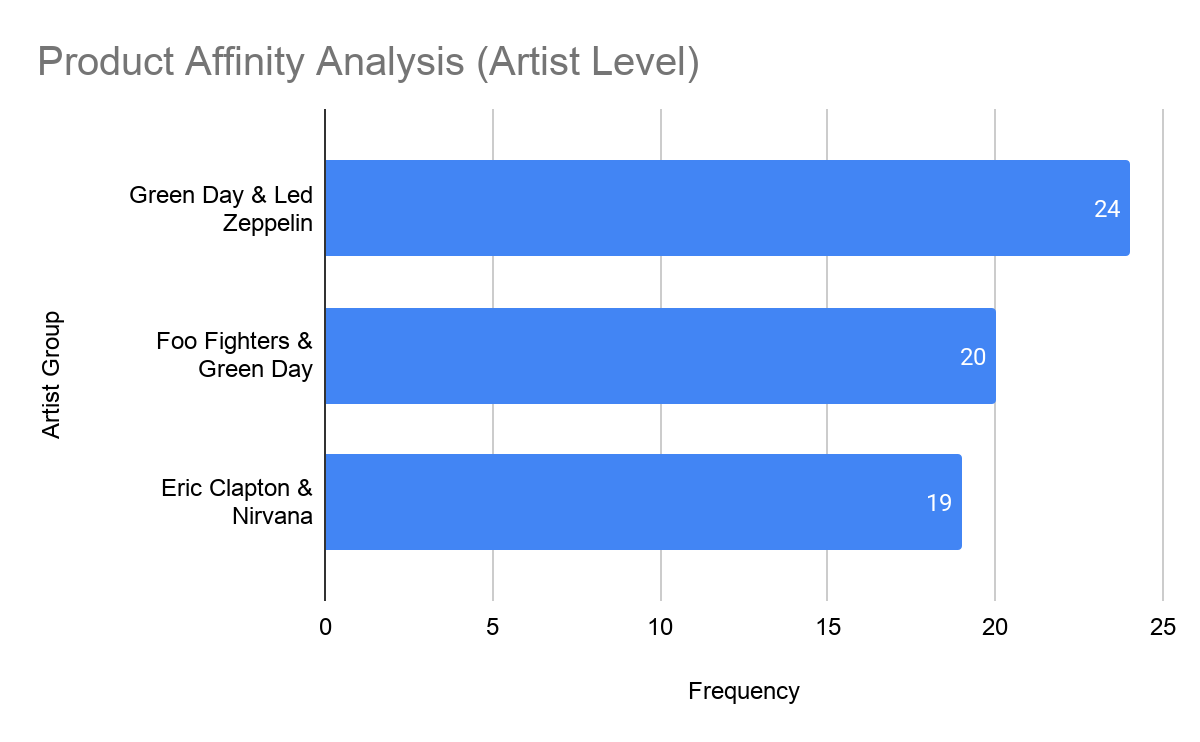 Product Affinity Analysis (Artist Level)
Artist Group
Green Day & Led
Zeppelin
24
Foo Fighters &
Green Day
20
Eric Clapton &
Nirvana
19
0 5 10 15 20 25
Frequency